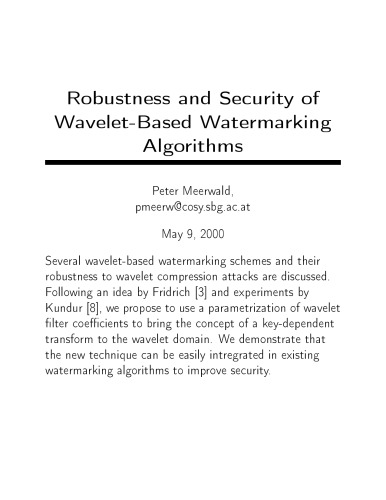 Robustness and Security of
Wavelet-Based Watermarking
Algorithms
Peter Meerwald,
pmeerw@cosy.sbg.ac.at
May 9, 2000
Several wavelet-based watermarking schemes and their
robustness to wavelet compression attacks are discussed.
Following an idea by Fridrich [3] and experiments by
Kundur [8], we propose to use a parametrization of wavelet
filter coefficients to bring the concept of a key-dependent
transform to the wavelet domain. We demonstrate that
the new technique can be easily intregrated in existing
watermarking algorithms to improve security.